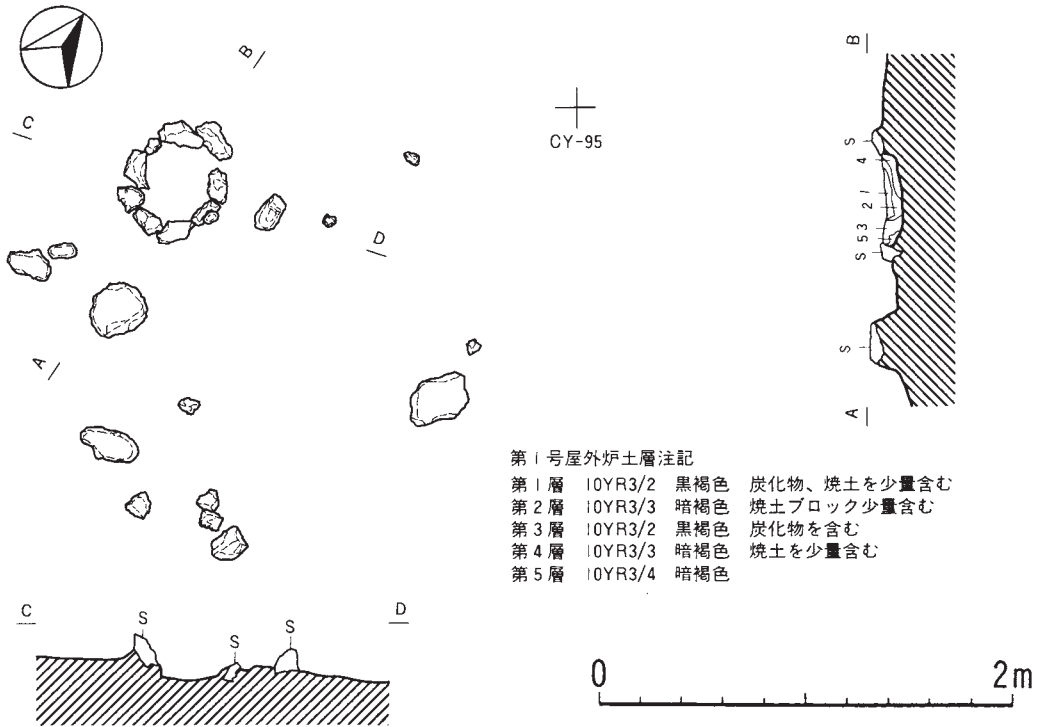 B
C
CY-95
D
A
B
S
4
2 1
5 3
S
S
A
第1号屋外炉土層注記
第1層 10YR3/2 黒褐色 炭化物、焼土を少量含む
第2層 10YR3/3 暗褐色 焼土ブロック少量含む
第3層 10YR3/2 黒褐色 炭化物を含む
第4層 10YR3/3 暗褐色 焼土を少量含む
第5層 10YR3/4 暗褐色
C
S
S
S
D
0 2m